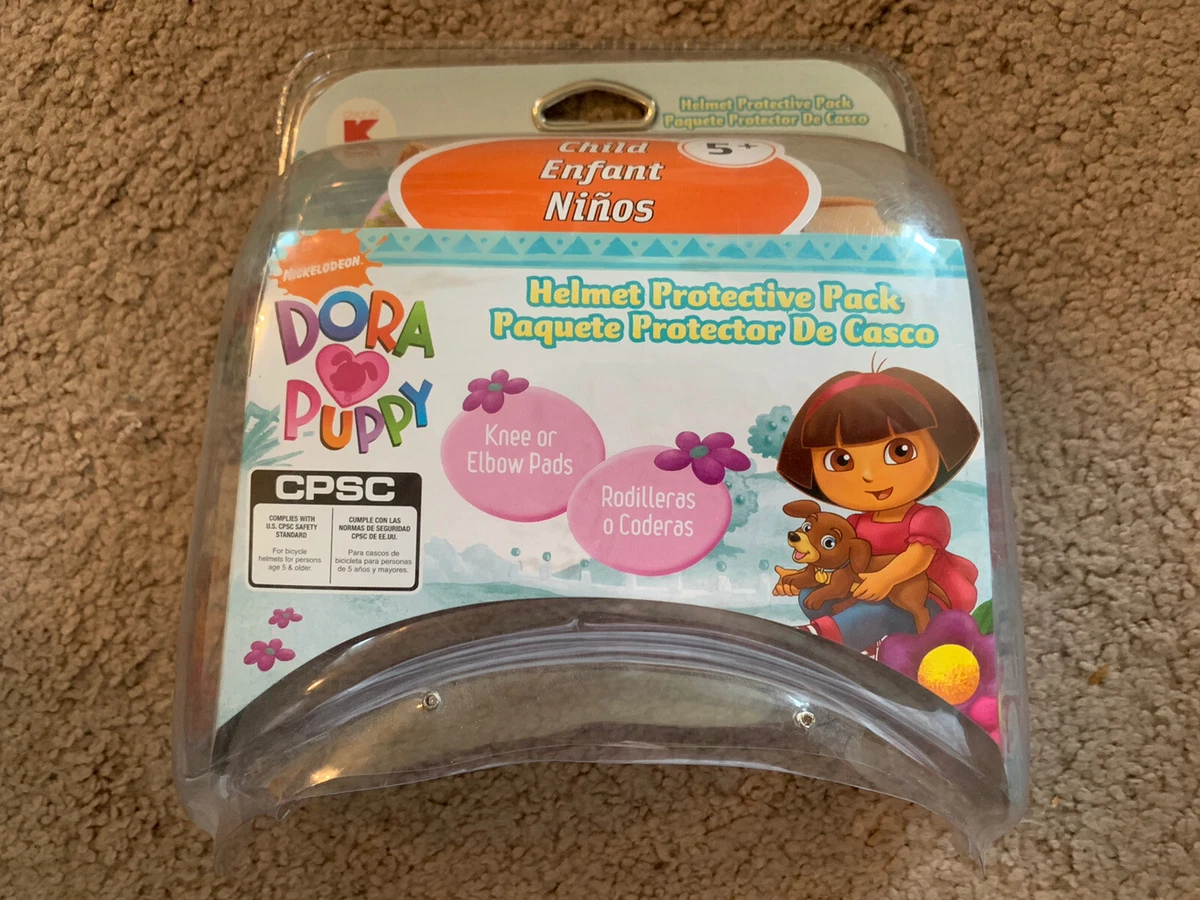 K
Helmet Protective Pack
Paquete Protector De Casco
Child
5+
Enfant
Niños
NICKELODEON
Helmet Protective Pack
Paquete Protector De Casco
DORA
PUPPY
Knee or
Elbow Pads
Rodilleras
o Coderas
CPSC
COMPLIES WITH
U.S. CPSC SAFETY
STANDARD
For bicycle
helmets for persons
age 5 & older.
CUMPLE CON LAS
NORMAS DE SEGURIDAD
CPSC DE EE.UU.
Para cascos de
bicicleta para personas
de 5 años y mayores.